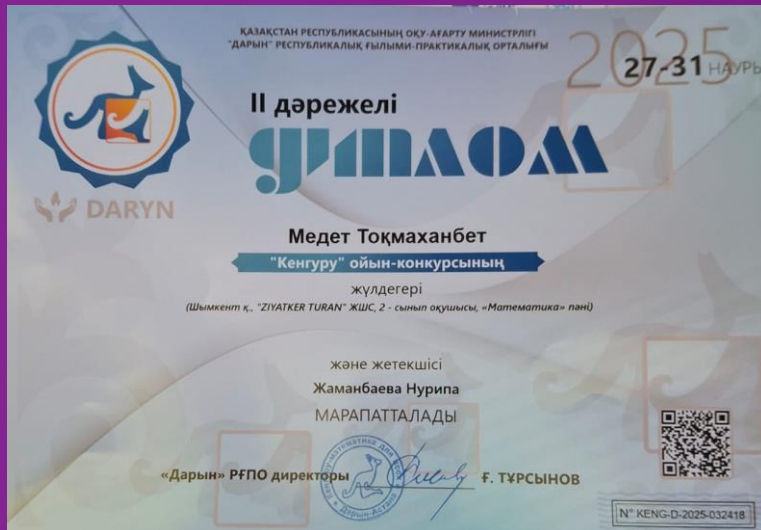 ҚАЗАҚСТАН РЕСПУБЛИКАСЫНЫҢ ОҚУ-АҒАРТУ МИНИСТРЛІГІ
"ДАРЫН" РЕСПУБЛИКАЛЫҚ ҒЫЛЫМИ-ПРАКТИКАЛЫҚ ОРТАЛЫҒЫ
2025
27-31 НАУРЫ
II дәрежелі
ДИПЛОМ
DARYN
Медет Тоқмаханбет
"Кенгуру" ойын-конкурсының
жүлдегері
(Шымкент қ., "ZIYATKER TURAN" ЖШС, 2 - сынып оқушысы, «Математика» пәні)
және жетекшісі
Жаманбаева Нурипа
МАРАПАТТАЛАДЫ
«Дарын» РҒПО директоры Ғ. ТҰРСЫНОВ
N° KENG-D-2025-032418